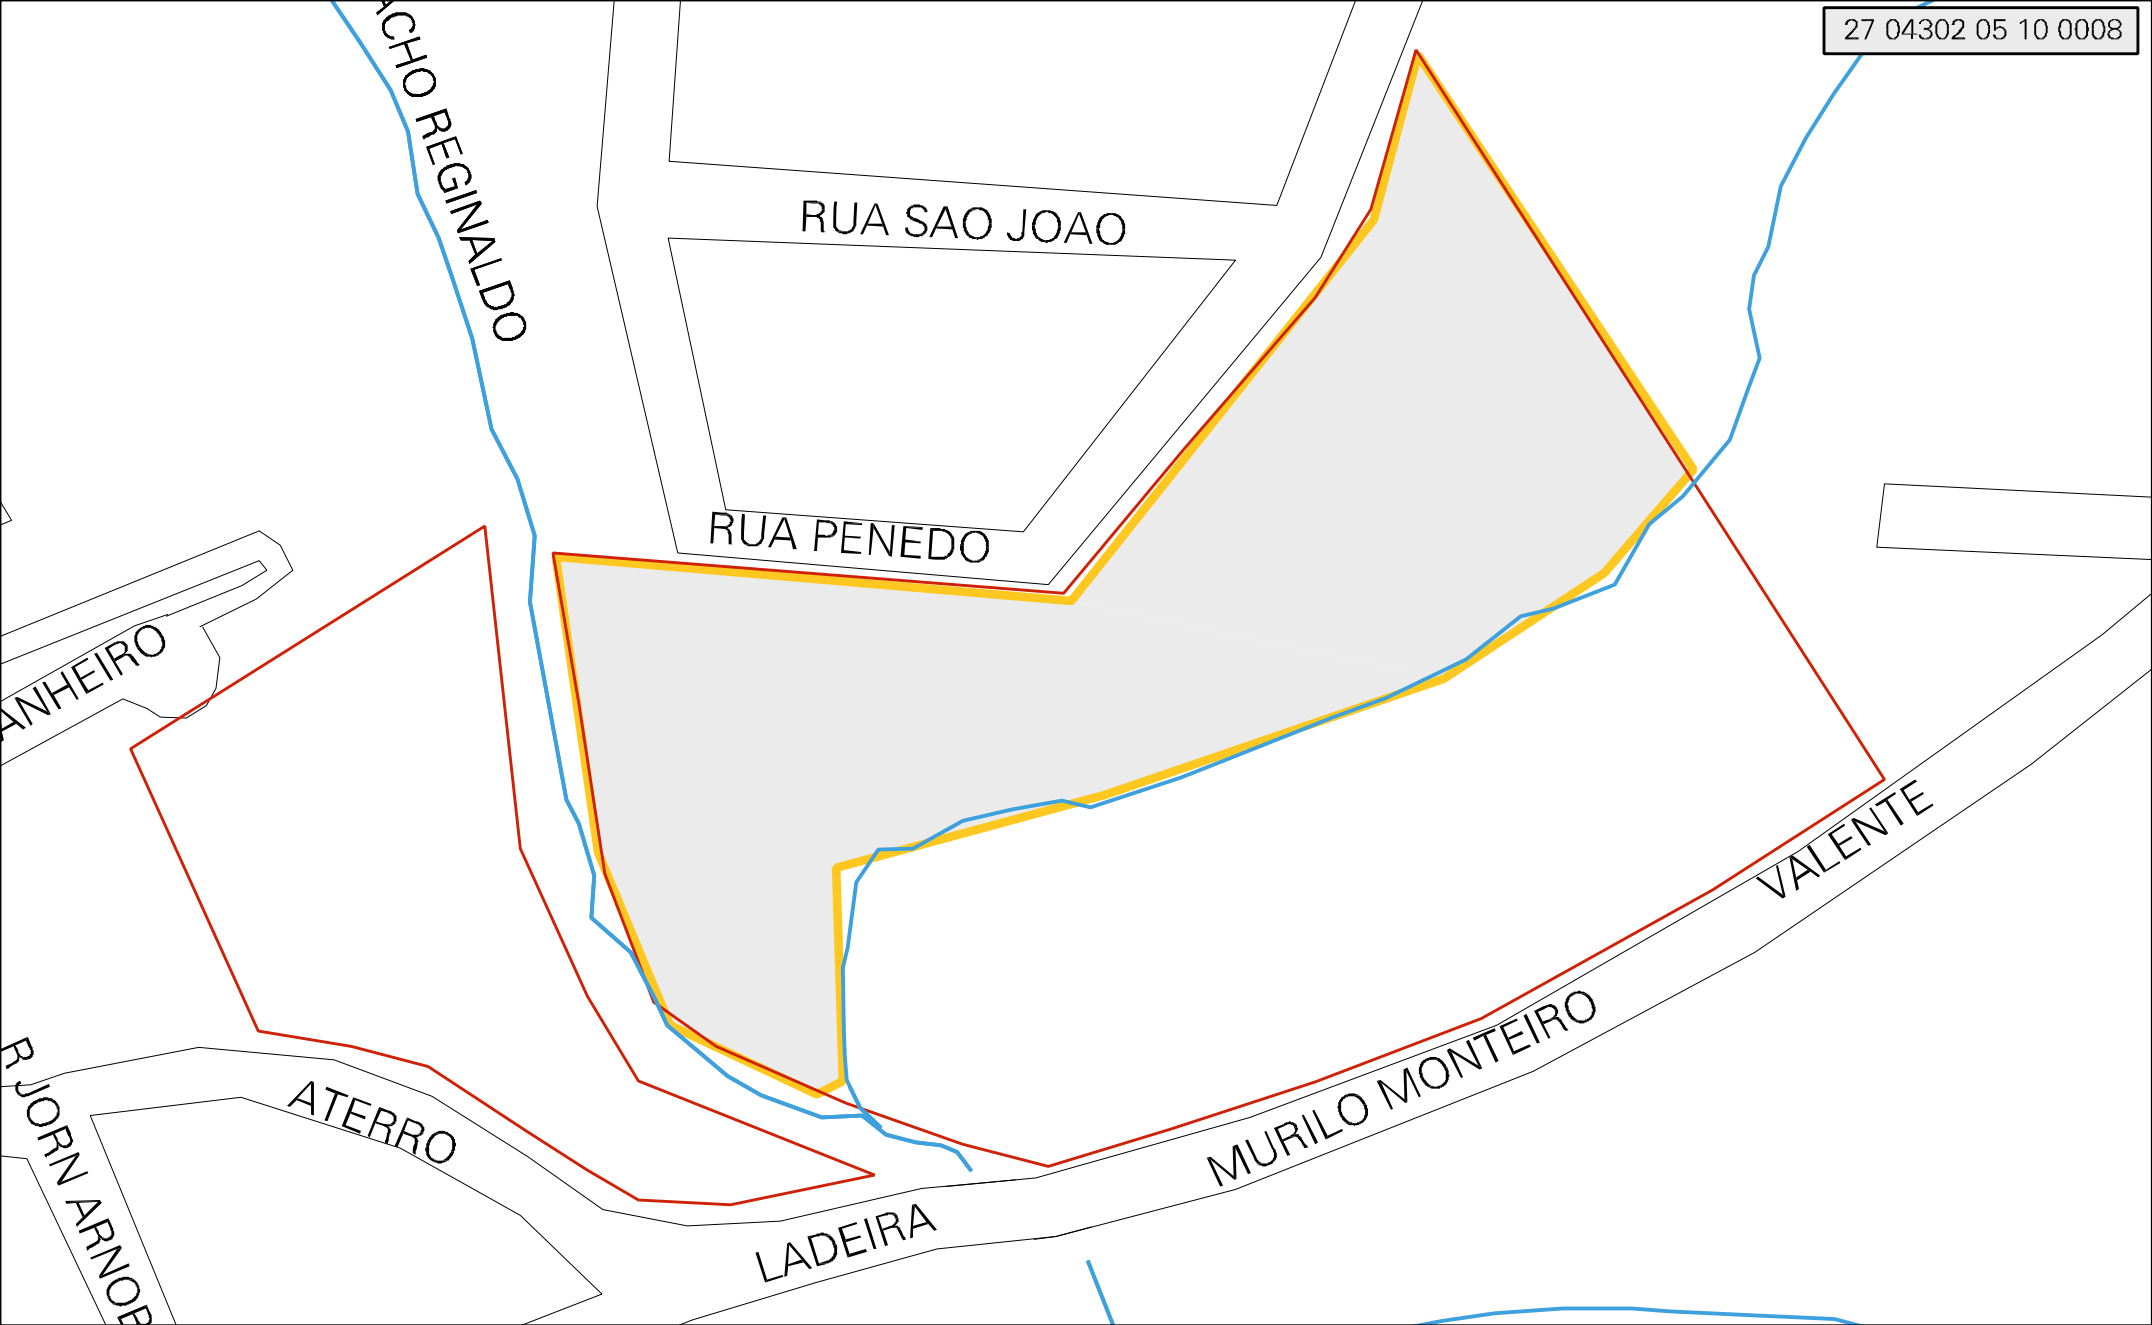 27 04302 05 10 0008
ACHO REGINALDO
RUA SAO JOAO
RUA PENEDO
ANHEIRO
VALENTE
MURILO MONTEIRO
LADEIRA
ATERRO
R JORN ARNOB